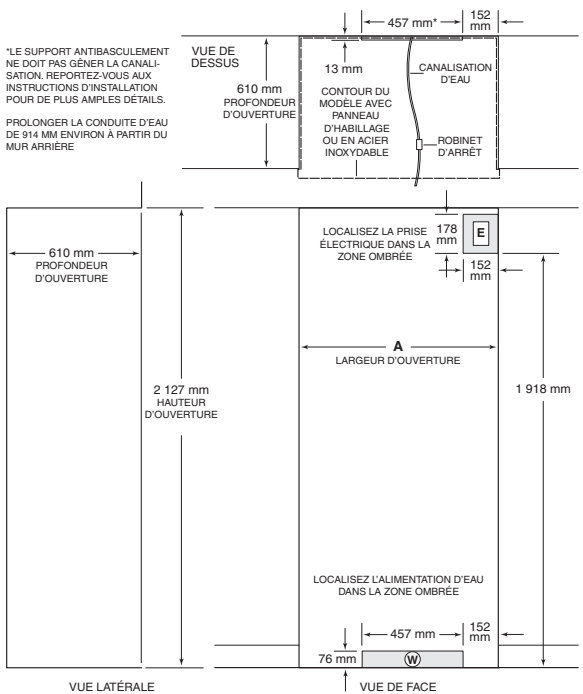 *LE SUPPORT ANTIBASCULEMENT
NE DOIT PAS GÊNER LA CANALI-
SATION. REPORTEZ-VOUS AUX
INSTRUCTIONS D'INSTALLATION
POUR DE PLUS AMPLES DÉTAILS.
PROLONGER LA CONDUITE D'EAU
DE 914 MM ENVIRON À PARTIR DU
MUR ARRIÈRE
VUE DE
DESSUS
457 mm*
152
mm
13 mm
610 mm
PROFONDEUR
D'OUVERTURE
CONTOUR DU
MODÈLE AVEC
PANNEAU
D'HABILLAGE
OU EN ACIER
INOXYDABLE
CANALISATION
D'EAU
ROBINET
D'ARRÊT
610 mm
PROFONDEUR
D'OUVERTURE
2 127 mm
HAUTEUR
D'OUVERTURE
LOCALISEZ LA PRISE
ÉLECTRIQUE DANS LA
ZONE OMBRÉE
178
mm
E
152
mm
A
LARGEUR D'OUVERTURE
1 918 mm
LOCALISEZ L'ALIMENTATION D'EAU
DANS LA ZONE OMBRÉE
457 mm
152
mm
76 mm
W
VUE LATÉRALE
VUE DE FACE